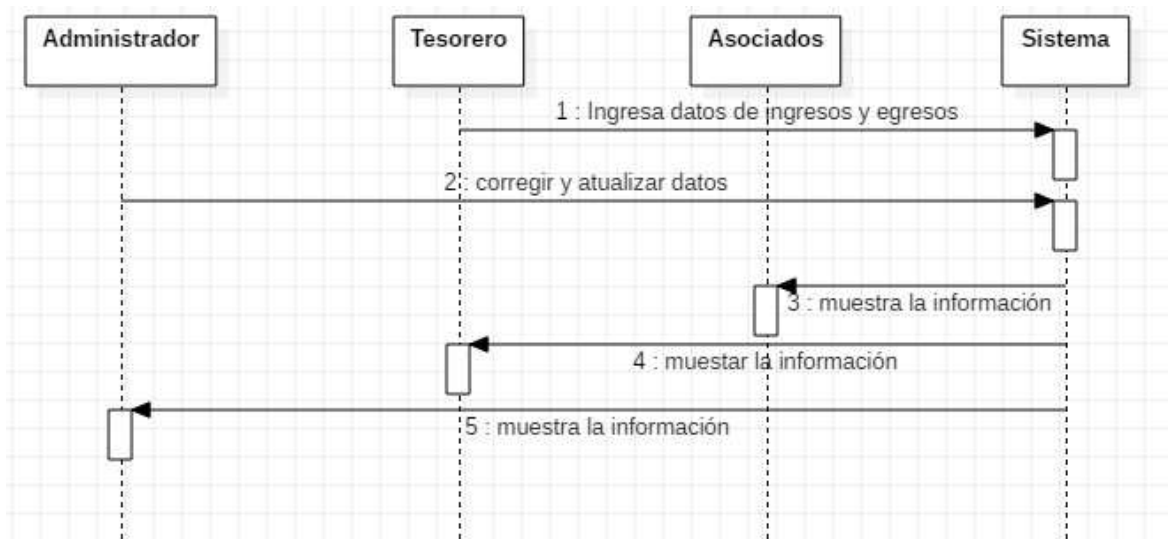 Administrador
Tesorero
Asociados
Sistema
1 : Ingresa datos de ingresos y egresos
2 : corregir y atualizar datos
3 : muestra la información
4 : muestar la información
5 : muestra la información